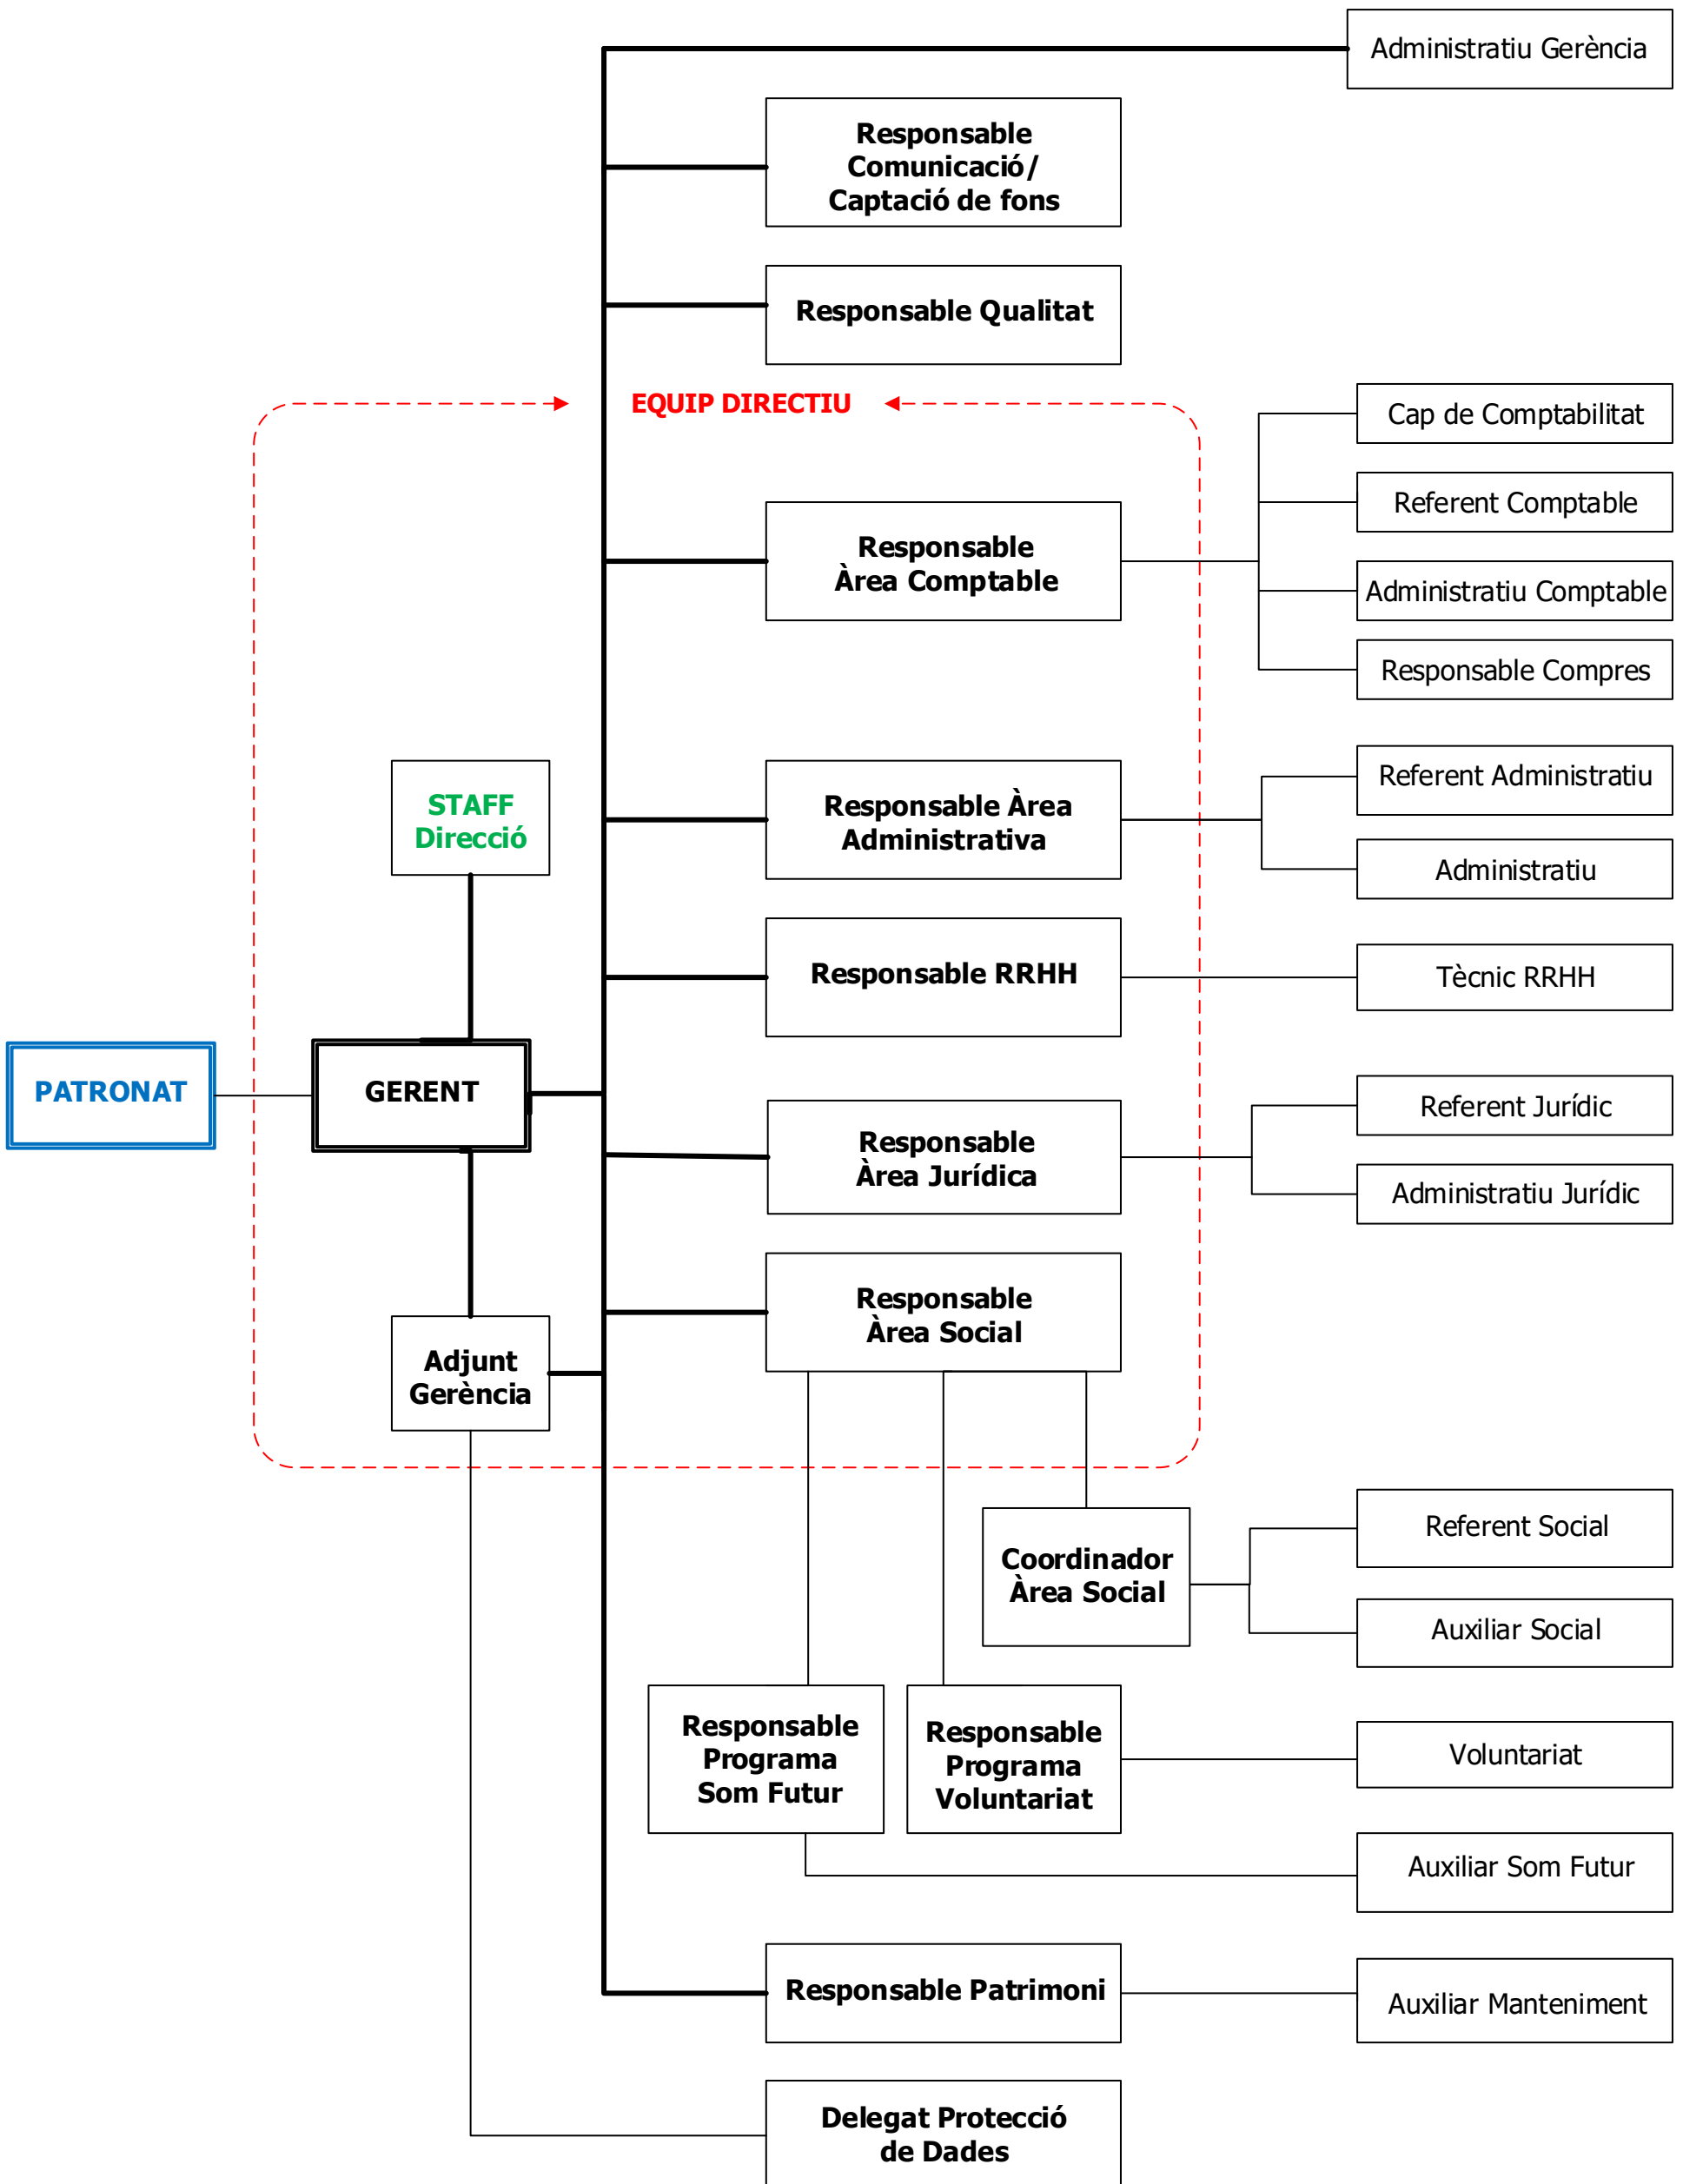 Administratiu Gerència
Responsable
Comunicació/
Captació de fons
Responsable Qualitat
EQUIP DIRECTIU
Cap de Comptabilitat
Referent Comptable
Responsable
Àrea Comptable
Administratiu Comptable
Responsable Compres
STAFF
Direcció
Responsable Àrea
Administrativa
Referent Administratiu
Administratiu
Responsable RRHH
Tècnic RRHH
PATRONAT
GERENT
Responsable
Àrea Jurídica
Referent Jurídic
Administratiu Jurídic
Responsable
Àrea Social
Adjunt
Gerència
Coordinador
Àrea Social
Referent Social
Auxiliar Social
Responsable
Programa
Som Futur
Responsable
Programa
Voluntariat
Voluntariat
Auxiliar Som Futur
Responsable Patrimoni
Auxiliar Manteniment
Delegat Protecció
de Dades